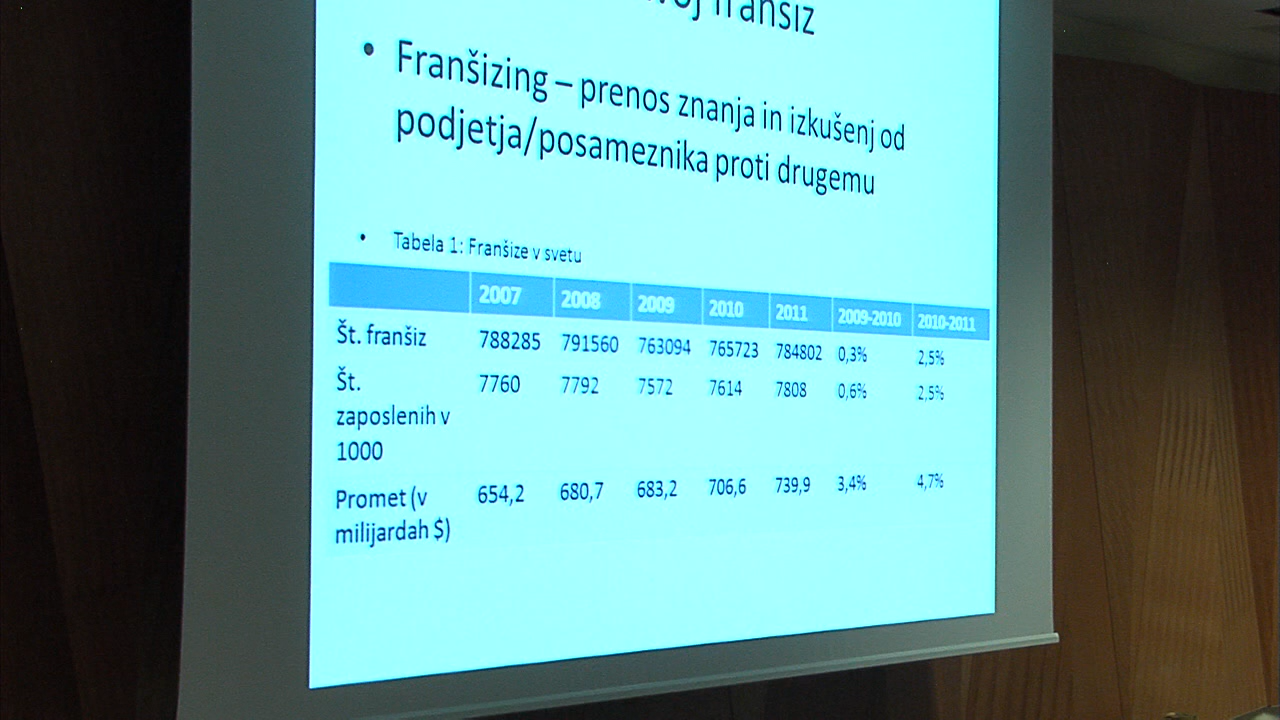 franšiz
• Franšizing – prenos znanja in izkušenj od
podjetja/posameznika proti drugemu
• Tabela 1: Franšize v svetu
2007 2008 2009 2010 2011 2009-2010 2010-2011
Št. franšiz 788285 791560 763094 765723 784802 0,3% 2,5%
Št. 7760 7792 7572 7614 7808 0,6% 2,5%
zaposlenih v
1000
Promet (v 654,2 680,7 683,2 706,6 739,9 3,4% 4,7%
milijardah $)